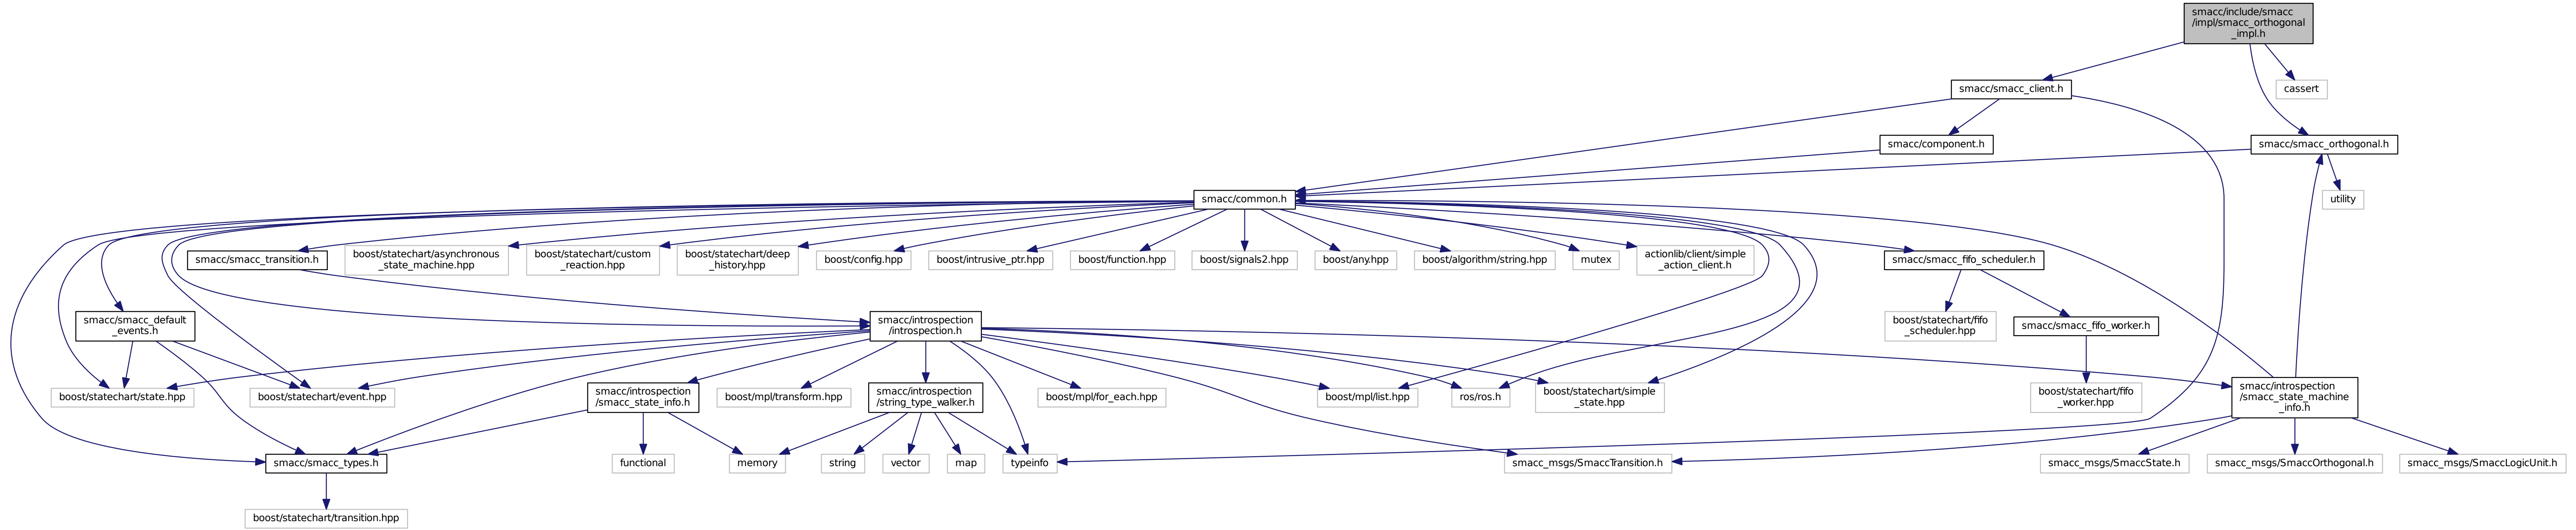 smacc/include/smacc
/impl/smacc_orthogonal
_impl.h
smacc/smacc_client.h
cassert
smacc/component.h
smacc/smacc_orthogonal.h
smacc/common.h
utility
smacc/smacc_transition.h
boost/statechart/asynchronous
_state_machine.hpp
boost/statechart/custom
_reaction.hpp
boost/statechart/deep
_history.hpp
boost/config.hpp
boost/intrusive_ptr.hpp
boost/function.hpp
boost/signals2.hpp
boost/any.hpp
boost/algorithm/string.hpp
mutex
actionlib/client/simple
_action_client.h
smacc/smacc_fifo_scheduler.h
smacc/smacc_default
_events.h
smacc/introspection
/introspection.h
boost/statechart/fifo
_scheduler.hpp
smacc/smacc_fifo_worker.h
boost/statechart/state.hpp
boost/statechart/event.hpp
smacc/introspection
/smacc_state_info.h
boost/mpl/transform.hpp
smacc/introspection
/string_type_walker.h
boost/mpl/for_each.hpp
boost/mpl/list.hpp
ros/ros.h
boost/statechart/simple
_state.hpp
boost/statechart/fifo
_worker.hpp
smacc/introspection
/smacc_state_machine
_info.h
smacc/smacc_types.h
functional
memory
string
vector
map
typeinfo
smacc_msgs/SmaccTransition.h
smacc_msgs/SmaccState.h
smacc_msgs/SmaccOrthogonal.h
smacc_msgs/SmaccLogicUnit.h
boost/statechart/transition.hpp